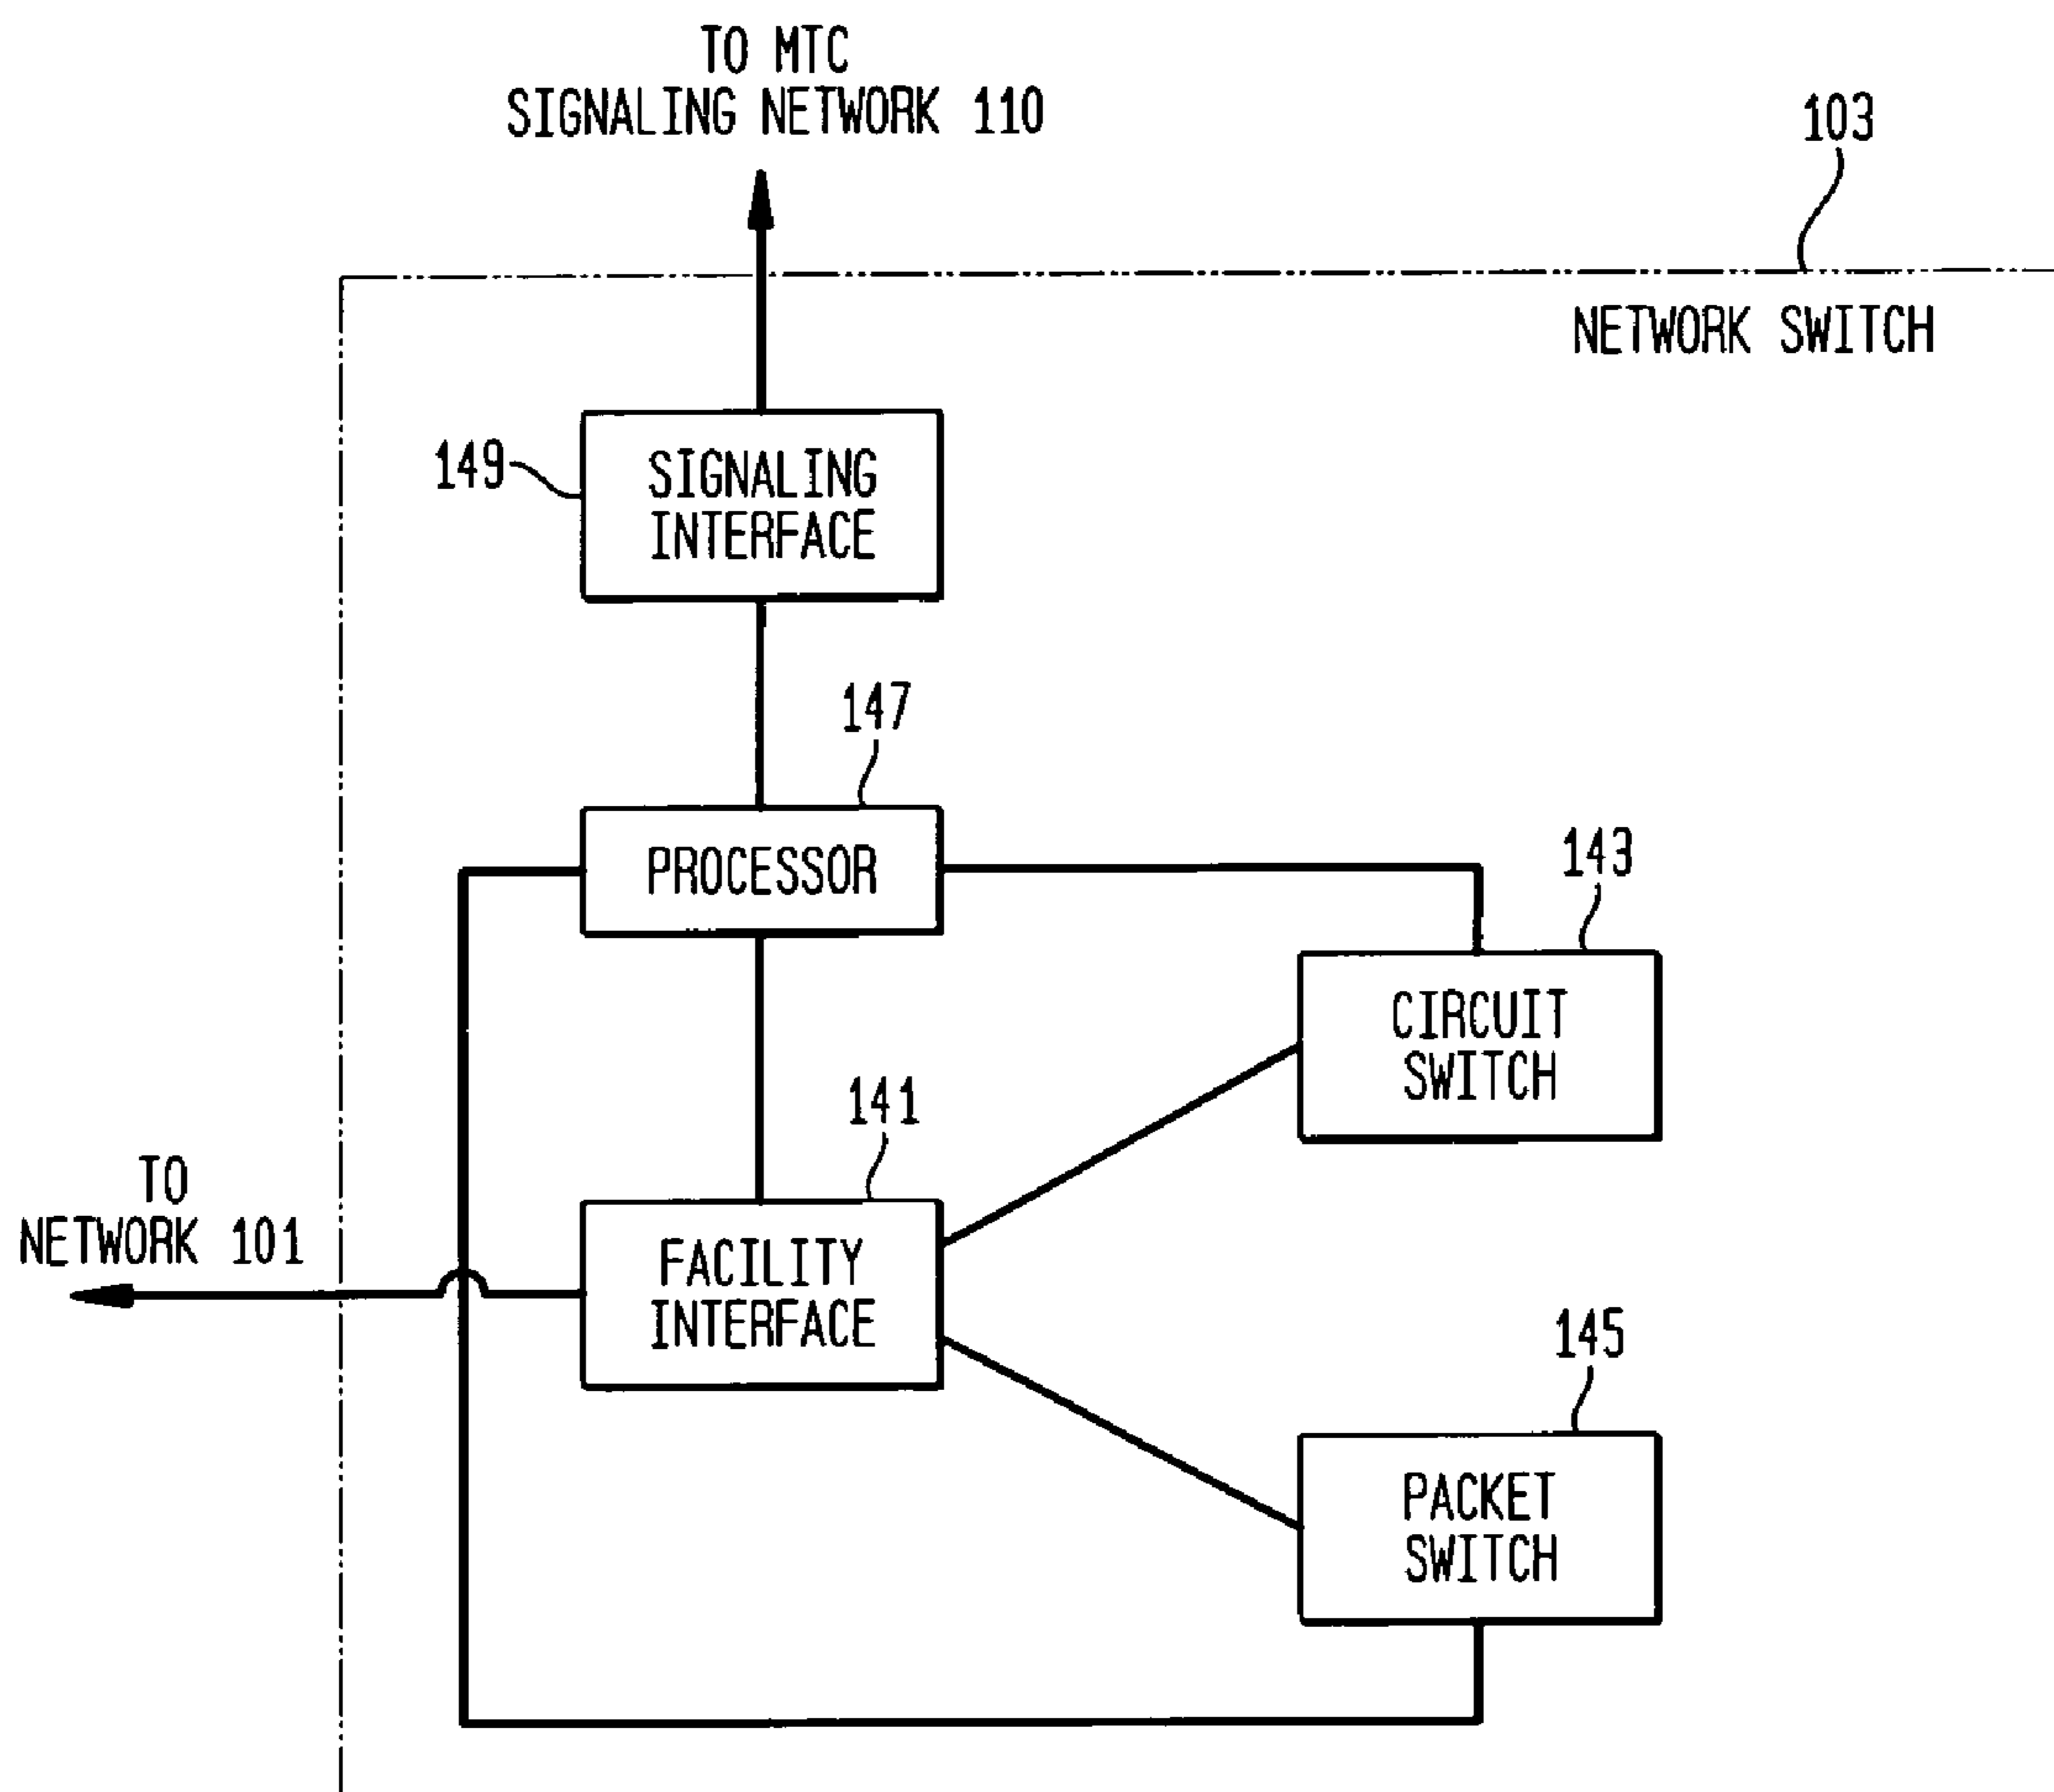 TO MTC
SIGNALING NETWORK 110
103
NETWORK SWITCH
149
SIGNALING
INTERFACE
147
PROCESSOR
143
CIRCUIT
SWITCH
141
TO
NETWORK 101
FACILITY
INTERFACE
145
PACKET
SWITCH